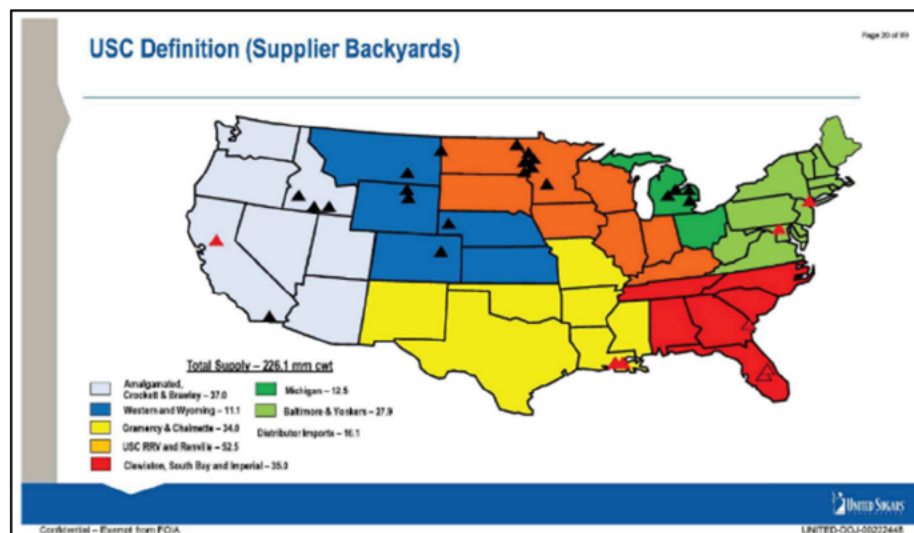 USC Definition (Supplier Backyards)
Page 20 of 89
Total Supply – 226.1 mm cwt
Amalgamated,
Crockett & Brawley – 37.0
Western and Wyoming – 11.1
Gramercy & Chalmette – 34.0
USC RRV and Renville – 52.5
Clewiston, South Bay and Imperial – 35.0
Michigan – 12.5
Baltimore & Yonkers – 27.9
Distributor Imports – 16.1
UNITED SUGARS
Confidential – Exempt from FOIA
UNITED-DOJ-00222448